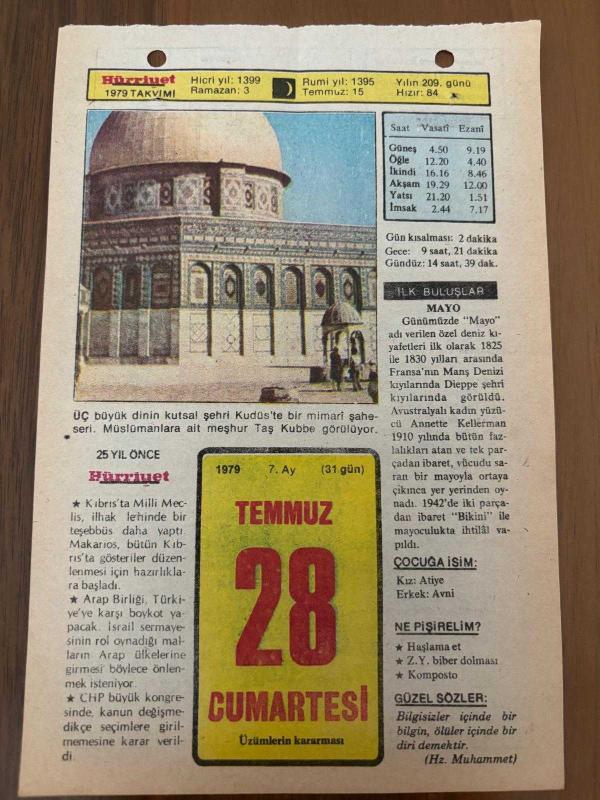 Hürriyet
1979 TAKVİMİ
Hicri yıl: 1399
Ramazan: 3
Rumi yıl: 1395
Temmuz: 15
Yılın 209. günü
Hızır: 84
Saat Vasatî Ezanî
Güneş 4.50 9.19
Öğle 12.20 4.40
İkindi 16.16 8.46
Akşam 19.29 12.00
Yatsı 21.20 1.51
İmsak 2.44 7.17
Gün kısalması: 2 dakika
Gece: 9 saat, 21 dakika
Gündüz: 14 saat, 39 dak.
ÜÇ büyük dinin kutsal şehri Kudüs'te bir mimarî şahe-
seri. Müslümanlara ait meşhur Taş Kubbe görülüyor.
İLK BULUŞLAR
MAYO
Günümüzde "Mayo"
adı verilen özel deniz kı-
yafetleri ilk olarak 1825
ile 1830 yılları arasında
Fransa'nın Manş Denizi
kıyılarında Dieppe şehri
kıyılarında görüldü.
Avustralyalı kadın yüzü-
cü Annette Kellerman
1910 yılında bütün faz-
lalıkları atan ve tek par-
çadan ibaret, vücudu sa-
ran bir mayoyla ortaya
çıkınca yer yerinden oy-
nadı. 1942'de iki parça-
dan ibaret "Bikini" ile
mayoculukta ihtilâl ya-
pıldı.
ÇOCUĞA İSİM:
Kız: Atiye
Erkek: Avni
NE PİŞİRELİM?
★ Haşlama et
★ Z.Y. biber dolması
★ Komposto
GÜZEL SÖZLER:
Bilgisizler içinde bir
bilgin, ölüler içinde bir
diri demektir.
(Hz. Muhammet)
25 YIL ÖNCE
Hürriyet
★ Kıbrıs'ta Milli Mec-
lis, ilhak lehinde bir
teşebbüs daha yaptı.
Makarios, bütün Kıb-
rıs'ta gösteriler düzen-
lenmesi için hazırlıkla-
ra başladı.
★ Arap Birliği, Türki-
ye'ye karşı boykot ya-
pacak. İsrail sermaye-
sinin rol oynadığı mal-
ların Arap ülkelerine
girmesi böylece önlen-
mek isteniyor.
★ CHP büyük kongre-
sinde, kanun değişme-
dikçe seçimlere giril-
memesine karar veril-
di.
1979 7. Ay (31 gün)
TEMMUZ
28
CUMARTESİ
Üzümlerin kararması